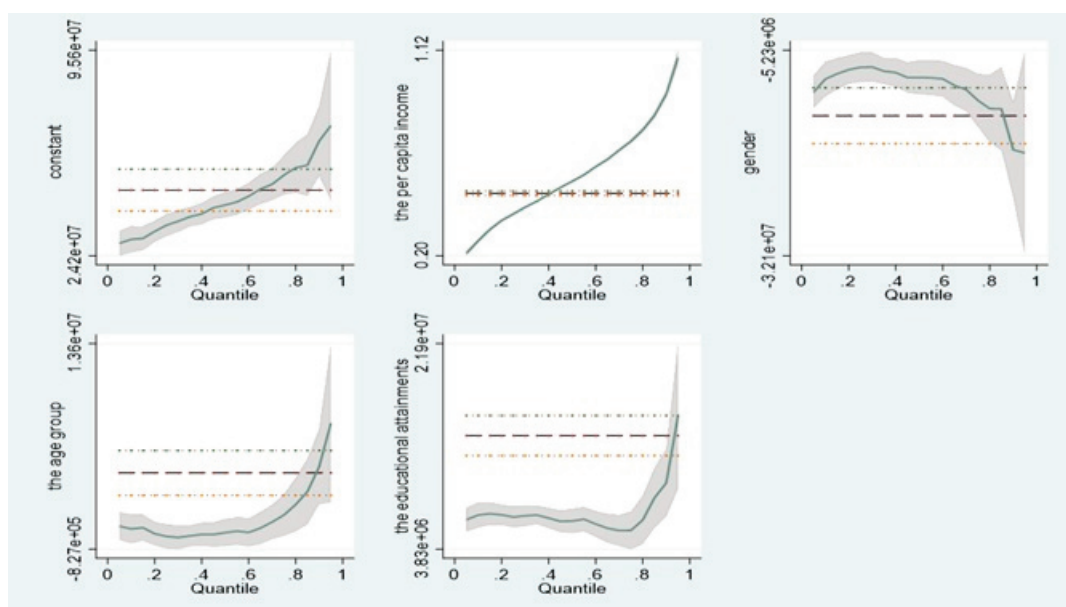 constant
9.56e+07
2.42e+07
0 .2 .4 .6 .8 1
Quantile
the per capita income
1.12
0.20
0 .2 .4 .6 .8 1
Quantile
gender
-5.23e+06
-3.21e+07
0 .2 .4 .6 .8 1
Quantile
the age group
1.36e+07
-8.27e+05
0 .2 .4 .6 .8 1
Quantile
the educational attainments
2.19e+07
3.83e+06
0 .2 .4 .6 .8 1
Quantile